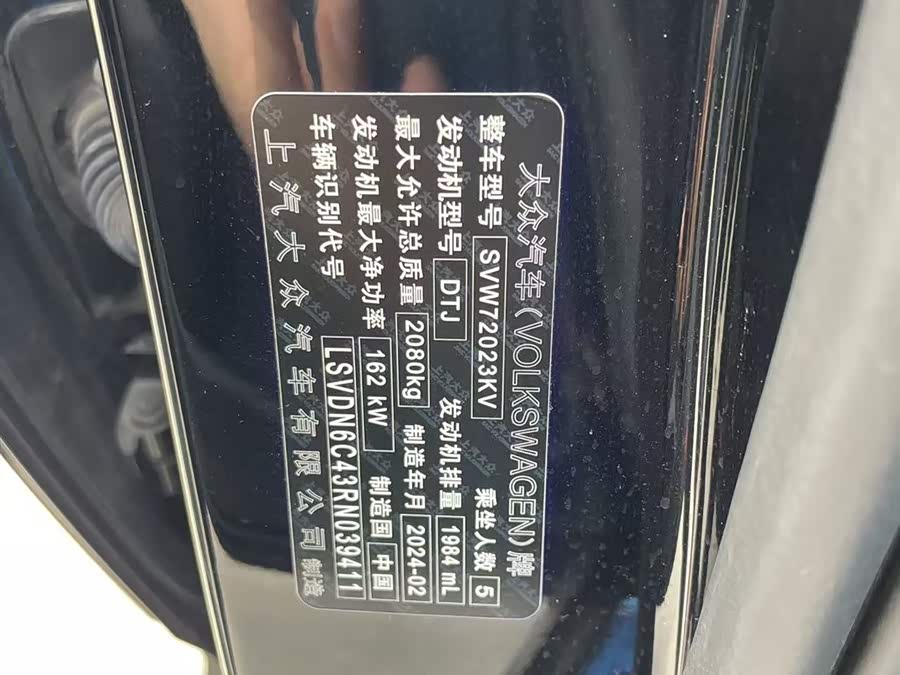 大众汽车(VOLKSWAGEN)牌
整车型号 SVW72023KV 乘坐人数 5
发动机型号 DTJ 发动机排量 1984 mL
最大允许总质量 2080kg 制造年月 2024-02
发动机最大净功率 162 kW 制造国 中国
车辆识别代号 LSVDN6C43RN039411
上汽大众汽车有限公司 制造